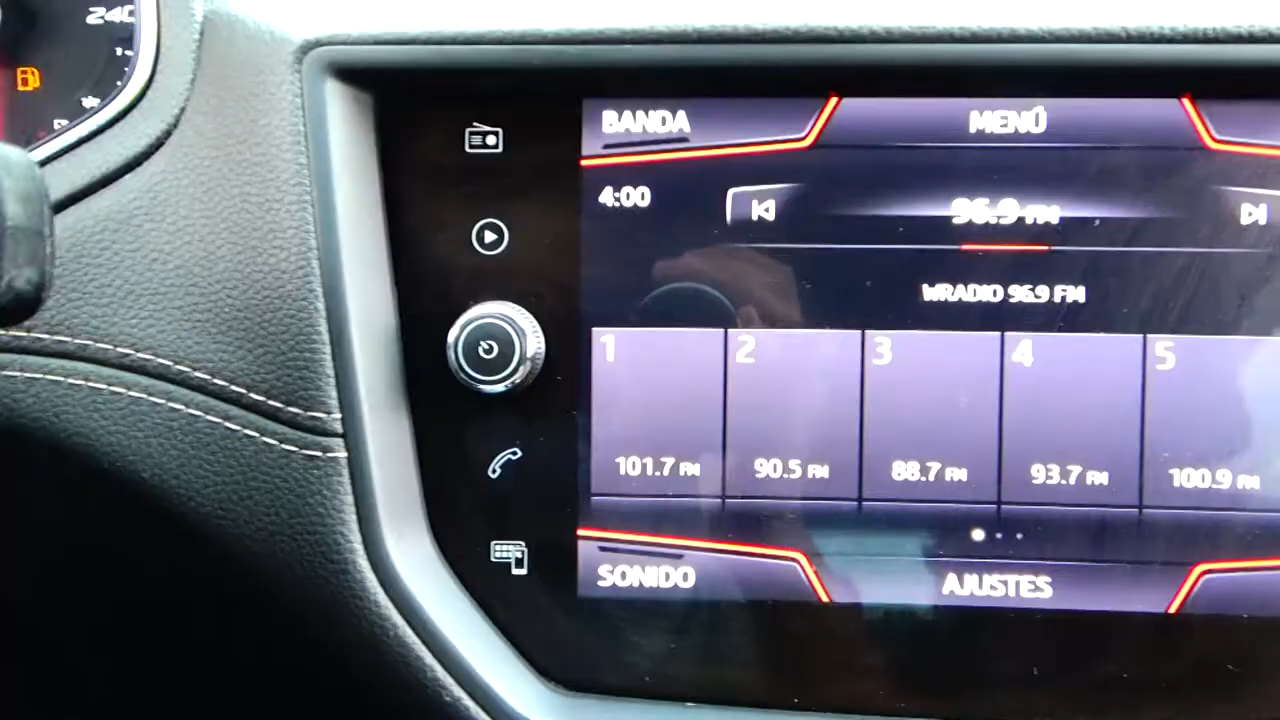 240
BANDA
MENÚ
4:00
96.9 FM
WRADIO 96.9 FM
1 2 3 4 5
101.7 FM 90.5 FM 88.7 FM 93.7 FM 100.9 FM
SONIDO
AJUSTES